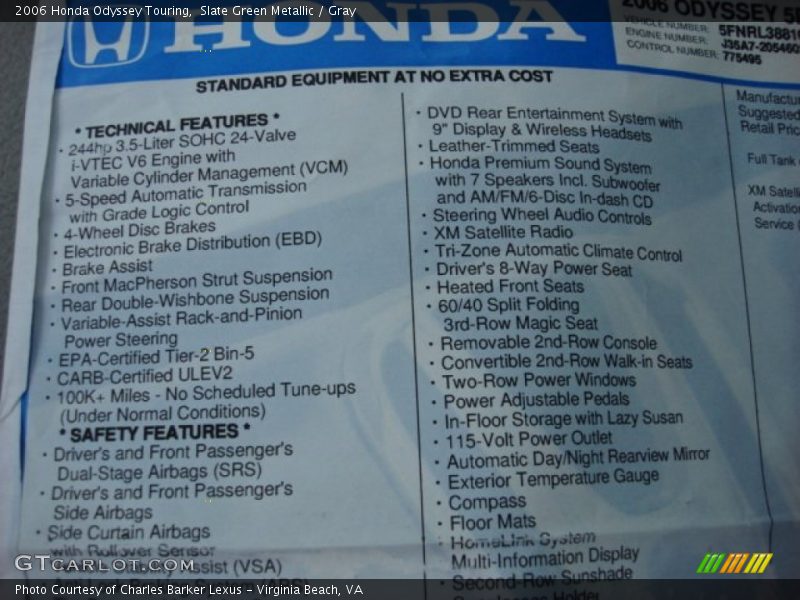 2006 Honda Odyssey Touring, Slate Green Metallic / Gray
HONDA
2006 ODYSSEY
VEHICLE NUMBER:
ENGINE NUMBER:
CONTROL NUMBER: 775495
STANDARD EQUIPMENT AT NO EXTRA COST
* TECHNICAL FEATURES *
· 244hp 3.5-Liter SOHC 24-Valve
i-VTEC V6 Engine with
Variable Cylinder Management (VCM)
· 5-Speed Automatic Transmission
with Grade Logic Control
· 4-Wheel Disc Brakes
· Electronic Brake Distribution (EBD)
· Brake Assist
· Front MacPherson Strut Suspension
· Rear Double-Wishbone Suspension
· Variable-Assist Rack-and-Pinion
Power Steering
· EPA-Certified Tier-2 Bin-5
· CARB-Certified ULEV2
· 100K+ Miles - No Scheduled Tune-ups
(Under Normal Conditions)
* SAFETY FEATURES *
· Driver's and Front Passenger's
Dual-Stage Airbags (SRS)
· Driver's and Front Passenger's
Side Airbags
· Side Curtain Airbags
with Rollover Sensor
Assist (VSA)
· DVD Rear Entertainment System with
9" Display & Wireless Headsets
· Leather-Trimmed Seats
· Honda Premium Sound System
with 7 Speakers Incl. Subwoofer
and AM/FM/6-Disc In-dash CD
· Steering Wheel Audio Controls
· XM Satellite Radio
· Tri-Zone Automatic Climate Control
· Driver's 8-Way Power Seat
· Heated Front Seats
· 60/40 Split Folding
3rd-Row Magic Seat
· Removable 2nd-Row Console
· Convertible 2nd-Row Walk-in Seats
· Two-Row Power Windows
· Power Adjustable Pedals
· In-Floor Storage with Lazy Susan
· 115-Volt Power Outlet
· Automatic Day/Night Rearview Mirror
· Exterior Temperature Gauge
· Compass
· Floor Mats
· HomeLink System
Multi-Information Display
· Second-Row Sunshade
Suggested
Retail
Full Tank
XM
Service
GTCARLOT.COM
Photo Courtesy of Charles Barker Lexus - Virginia Beach, VA